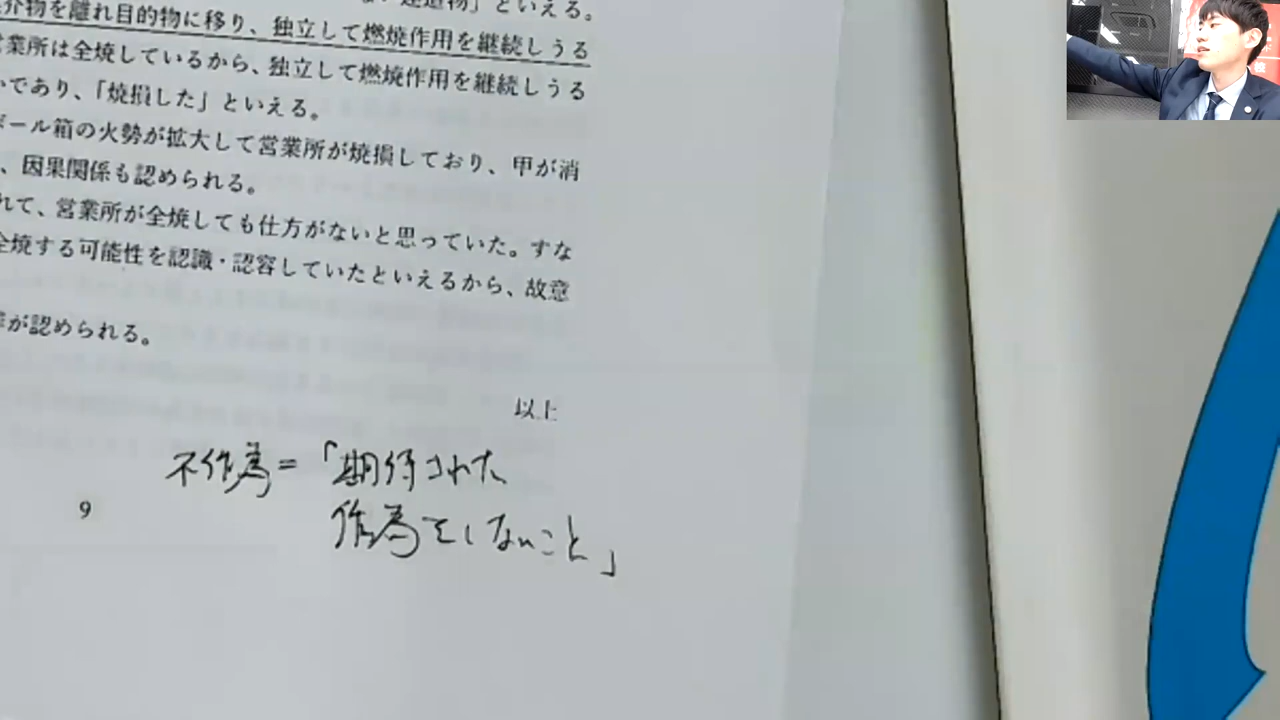 建造物」といえる。
介物を離れ目的物に移り、独立して燃焼作用を継続しうる
営業所は全焼しているから、独立して燃焼作用を継続しうる
であり、「焼損した」といえる。
ボール箱の火勢が拡大して営業所が焼損しており、甲が消
、因果関係も認められる。
れて、営業所が全焼しても仕方がないと思っていた。すな
全焼する可能性を認識・認容していたといえるから、故意
が認められる。
以上
不作為=「期待された
作為をしないこと」
9